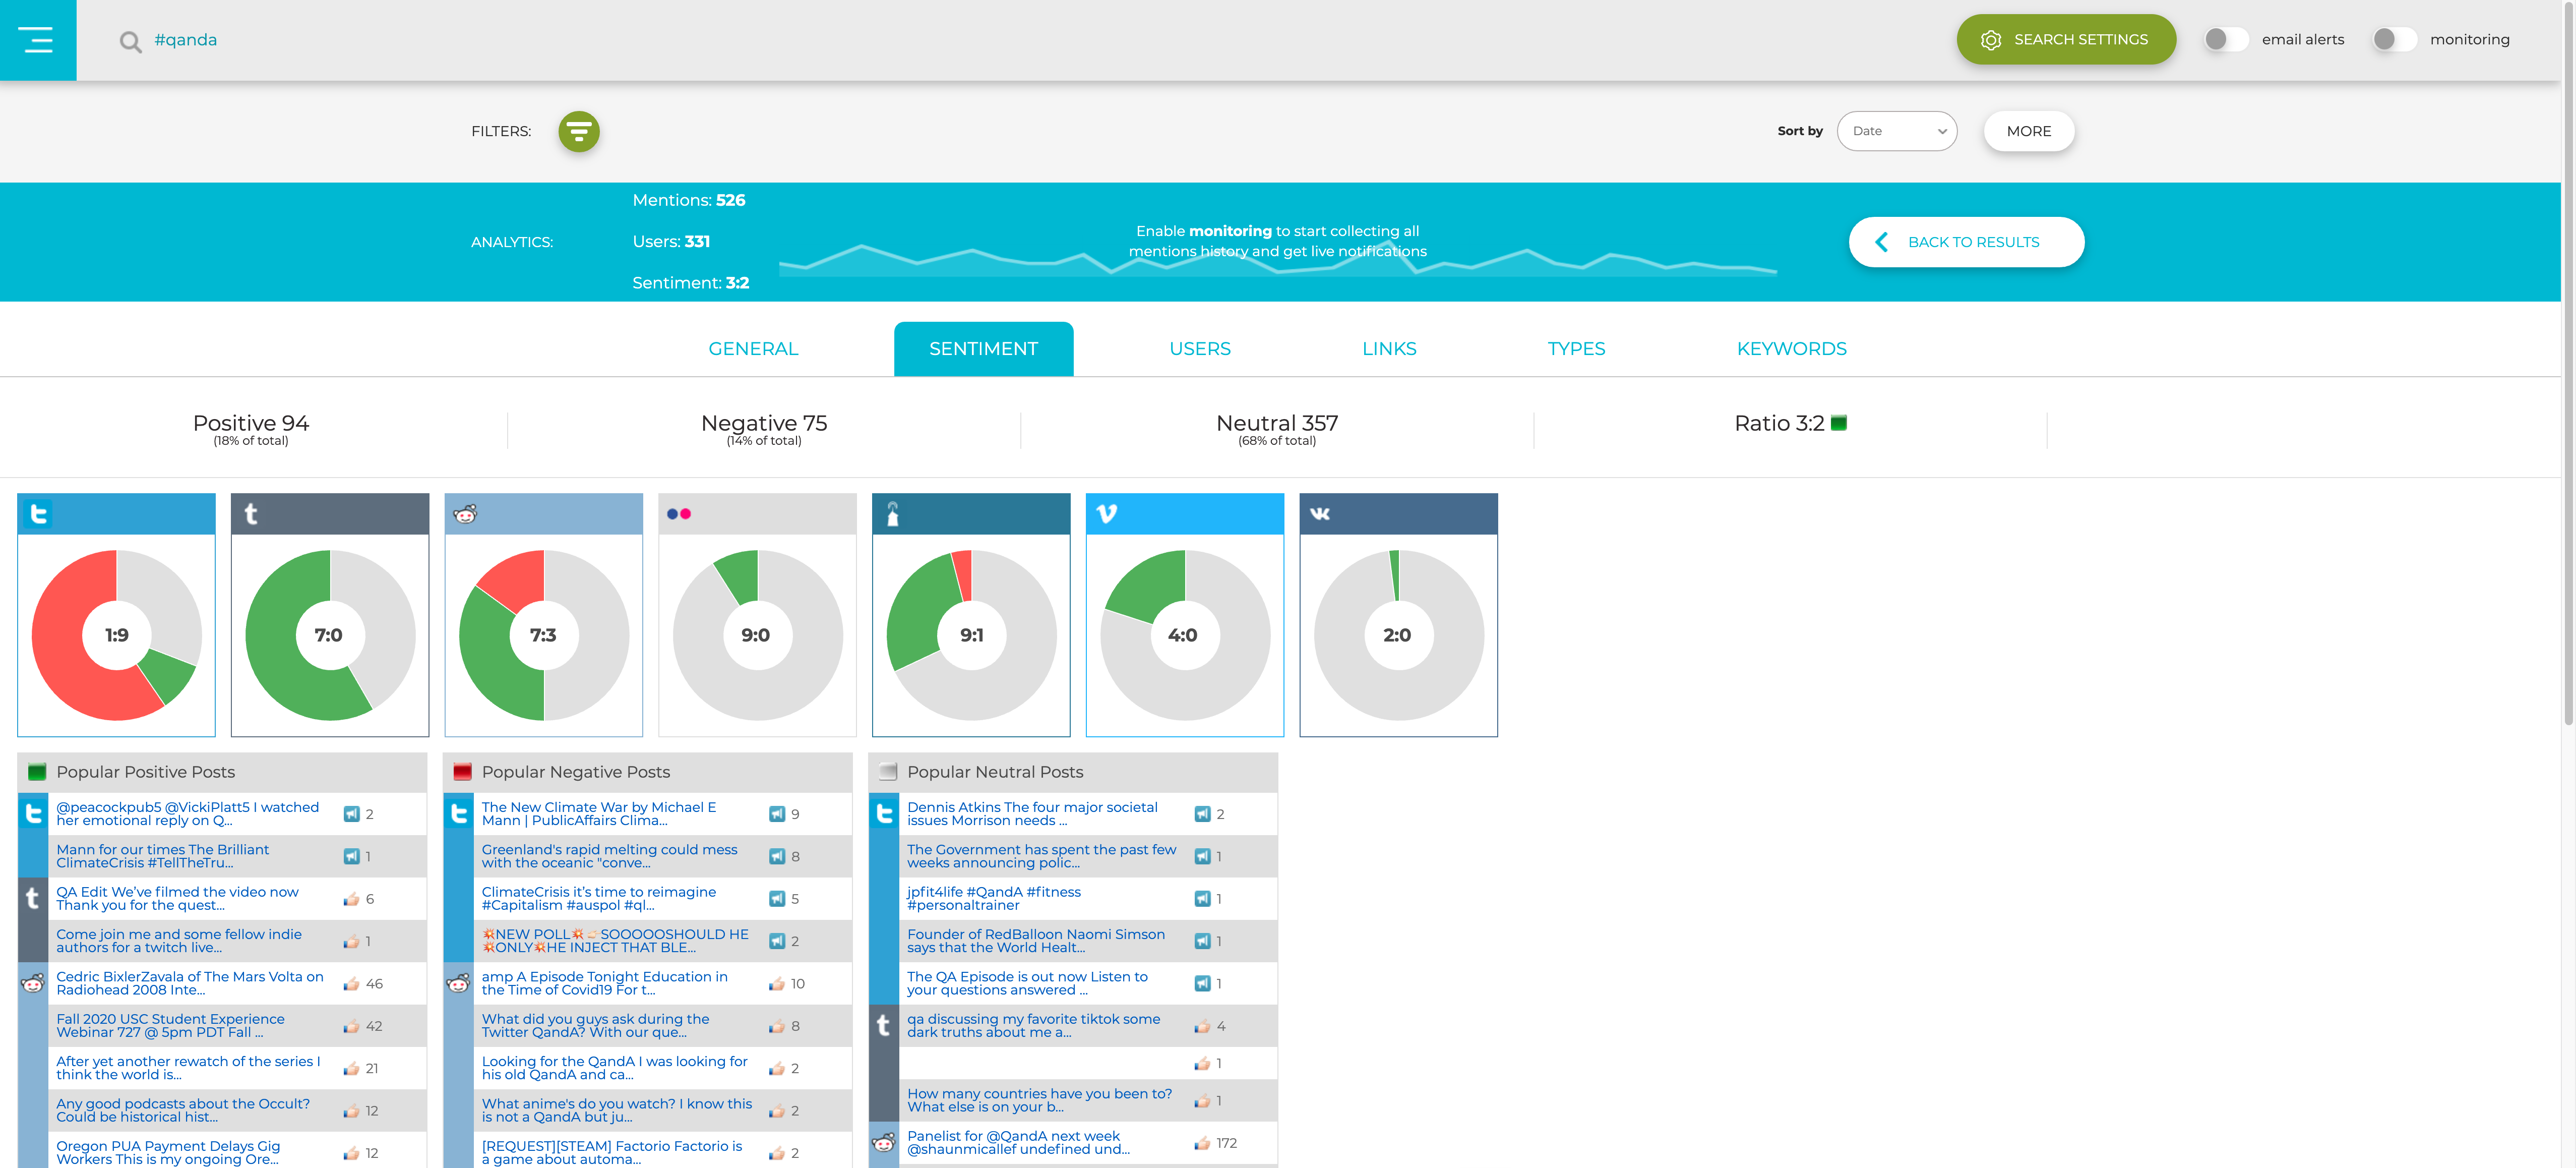 #qanda
SEARCH SETTINGS
email alerts
monitoring
FILTERS:
Sort by
Date
MORE
Mentions: 526
ANALYTICS:
Users: 331
Sentiment: 3:2
Enable monitoring to start collecting all
mentions history and get live notifications
BACK TO RESULTS
GENERAL
SENTIMENT
USERS
LINKS
TYPES
KEYWORDS
Positive 94
(18% of total)
Negative 75
(14% of total)
Neutral 357
(68% of total)
Ratio 3:2
1:9
7:0
7:3
9:0
9:1
4:0
2:0
Popular Positive Posts
@peacockpub5 @VickiPlatt5 I watched
her emotional reply on Q...
2
Mann for our times The Brilliant
ClimateCrisis #TellTheTru...
1
QA Edit We've filmed the video now
Thank you for the quest...
6
Come join me and some fellow indie
authors for a twitch live...
1
Cedric BixlerZavala of The Mars Volta on
Radiohead 2008 Inte...
46
Fall 2020 USC Student Experience
Webinar 727 @ 5pm PDT Fall ...
42
After yet another rewatch of the series I
think the world is...
21
Any good podcasts about the Occult?
Could be historical hist...
12
Oregon PUA Payment Delays Gig
Workers This is my ongoing Ore...
12
Popular Negative Posts
The New Climate War by Michael E
Mann | PublicAffairs Clima...
9
Greenland's rapid melting could mess
with the oceanic "conve...
8
ClimateCrisis it's time to reimagine
#Capitalism #auspol #ql...
5
💥NEW POLL💥SOOOOOSHOULD HE
💥ONLY💥HE INJECT THAT BLE...
2
amp A Episode Tonight Education in
the Time of Covid19 For t...
10
What did you guys ask during the
Twitter QandA? With our que...
8
Looking for the QandA I was looking for
his old QandA and ca...
2
What anime's do you watch? I know this
is not a QandA but ju...
2
[REQUEST][STEAM] Factorio Factorio is
a game about automa...
2
Popular Neutral Posts
Dennis Atkins The four major societal
issues Morrison needs ...
2
The Government has spent the past few
weeks announcing polic...
1
jpfit4life #QandA #fitness
#personaltrainer
1
Founder of RedBalloon Naomi Simson
says that the World Healt...
1
The QA Episode is out now Listen to
your questions answered ...
1
qa discussing my favorite tiktok some
dark truths about me a...
4
1
How many countries have you been to?
What else is on your b...
1
Panelist for @QandA next week
@shaunmicallef undefined und...
172